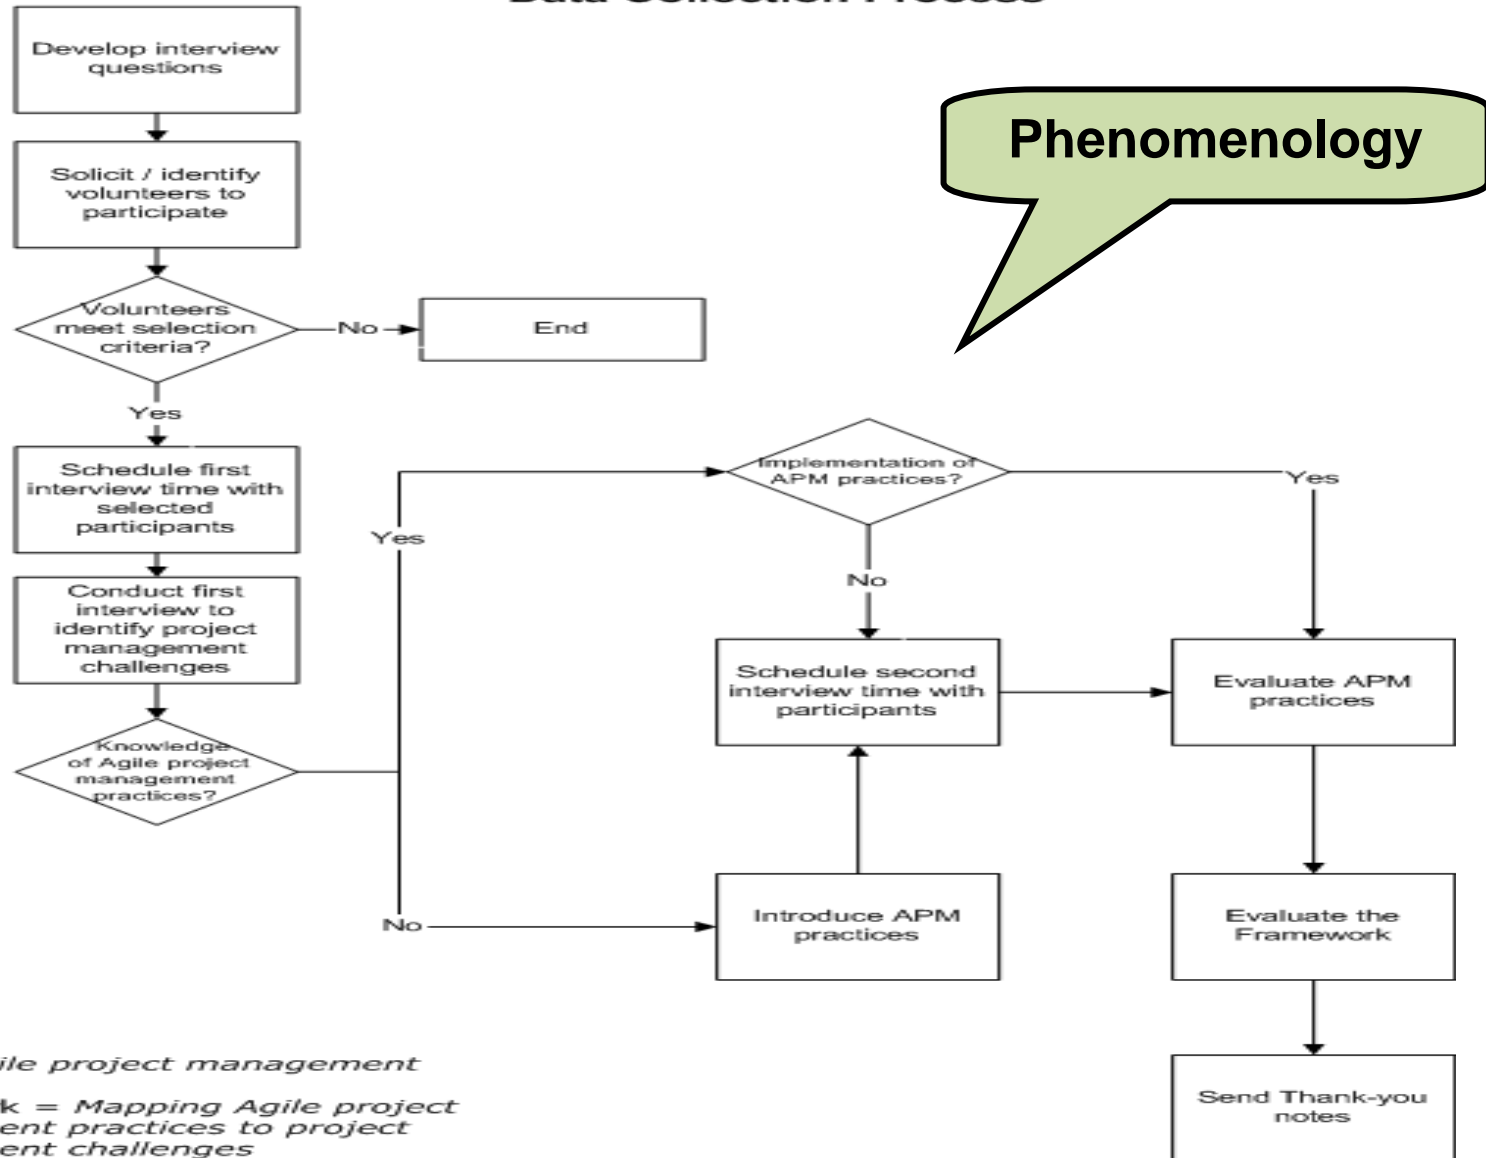 Data Collection Process
Develop interview
questions
Solicit / identify
volunteers to
participate
Volunteers
meet selection
criteria?
No
End
Yes
Schedule first
interview time with
selected
participants
Conduct first
interview to
identify project
management
challenges
Knowledge
of Agile project
management
practices?
Yes
No
Phenomenology
Implementation of
APM practices?
Yes
No
Schedule second
interview time with
participants
Introduce APM
practices
Evaluate APM
practices
Evaluate the
Framework
Send Thank-you
notes
ile project management
k = Mapping Agile project
ent practices to project
ent challenges